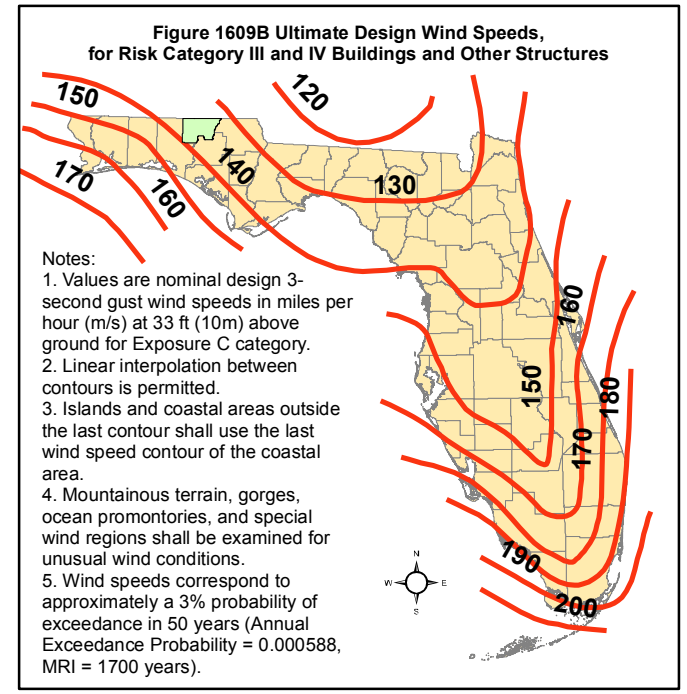 Figure 1609B Ultimate Design Wind Speeds,
for Risk Category III and IV Buildings and Other Structures
120
150
140
130
170
160
Notes:
1. Values are nominal design 3-
second gust wind speeds in miles per
hour (m/s) at 33 ft (10m) above
ground for Exposure C category.
2. Linear interpolation between
contours is permitted.
3. Islands and coastal areas outside
the last contour shall use the last
wind speed contour of the coastal
area.
4. Mountainous terrain, gorges,
ocean promontories, and special
wind regions shall be examined for
unusual wind conditions.
5. Wind speeds correspond to
approximately a 3% probability of
exceedance in 50 years (Annual
Exceedance Probability = 0.000588,
MRI = 1700 years).
160
150
180
170
190
200
N
W
E
S